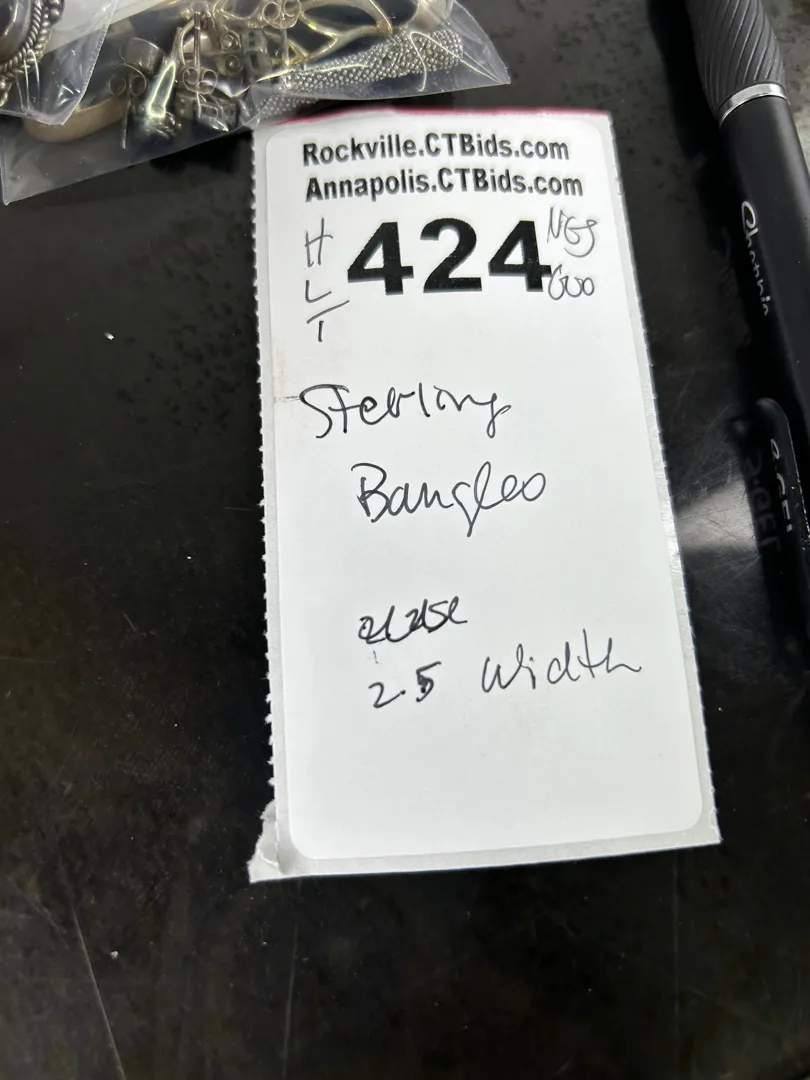 Rockville.CTBids.com
Annapolis.CTBids.com
H
L
T
424
Sterling
Bangles
2.5 width